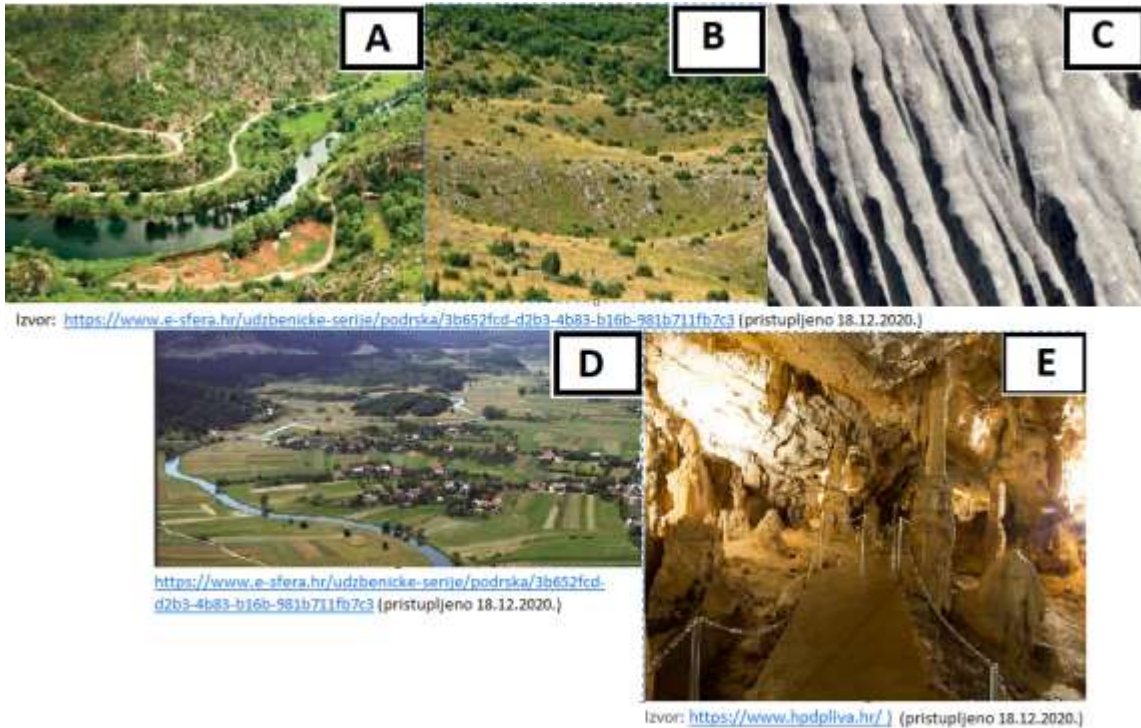 A
B
C
Izvor: https://www.e-sfera.hr/udzbenicke-serije/podrska/3b652fcd-d2b3-4b83-b16b-981b711fb7c3 (pristupljeno 18.12.2020.)
D
E
https://www.e-sfera.hr/udzbenicke-serije/podrska/3b652fcd-
d2b3-4b83-b16b-981b711fb7c3 (pristupljeno 18.12.2020.)
Izvor: https://www.hpdpliva.hr/ ) (pristupljeno 18.12.2020.)